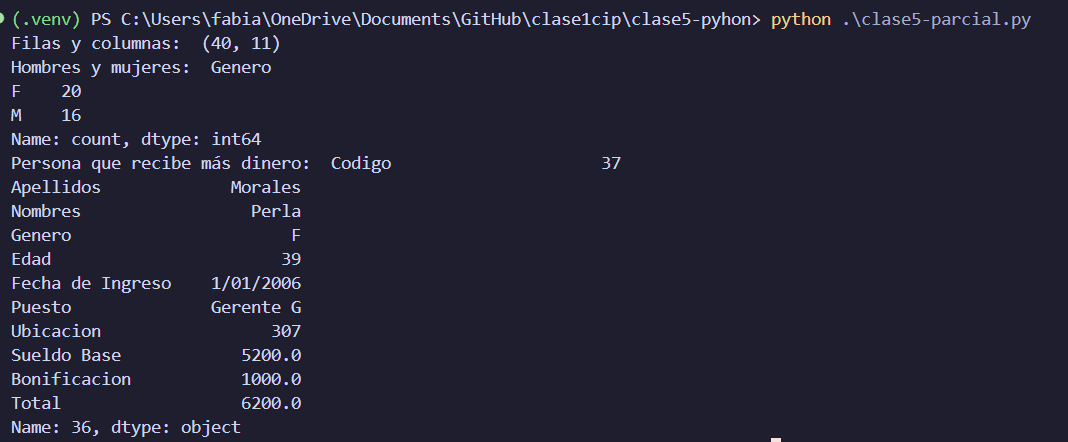 (.venv) PS C:\Users\fabia\OneDrive\Documents\GitHub\clase1cip\clase5-pyhon> python .\clase5-parcial.py
Filas y columnas:  (40, 11)
Hombres y mujeres:  Genero
F    20
M    16
Name: count, dtype: int64
Persona que recibe más dinero:  Codigo                       37
Apellidos             Morales
Nombres                 Perla
Genero                      F
Edad                       39
Fecha de Ingreso    1/01/2006
Puesto              Gerente G
Ubicacion                 307
Sueldo Base            5200.0
Bonificacion           1000.0
Total                  6200.0
Name: 36, dtype: object